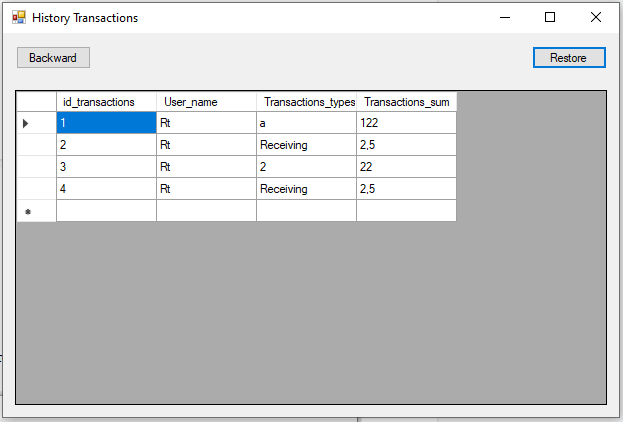 History Transactions
Backward Restore
id_transactions User_name Transactions_types Transactions_sum
1 Rt a 122
2 Rt Receiving 2,5
3 Rt 2 22
4 Rt Receiving 2,5